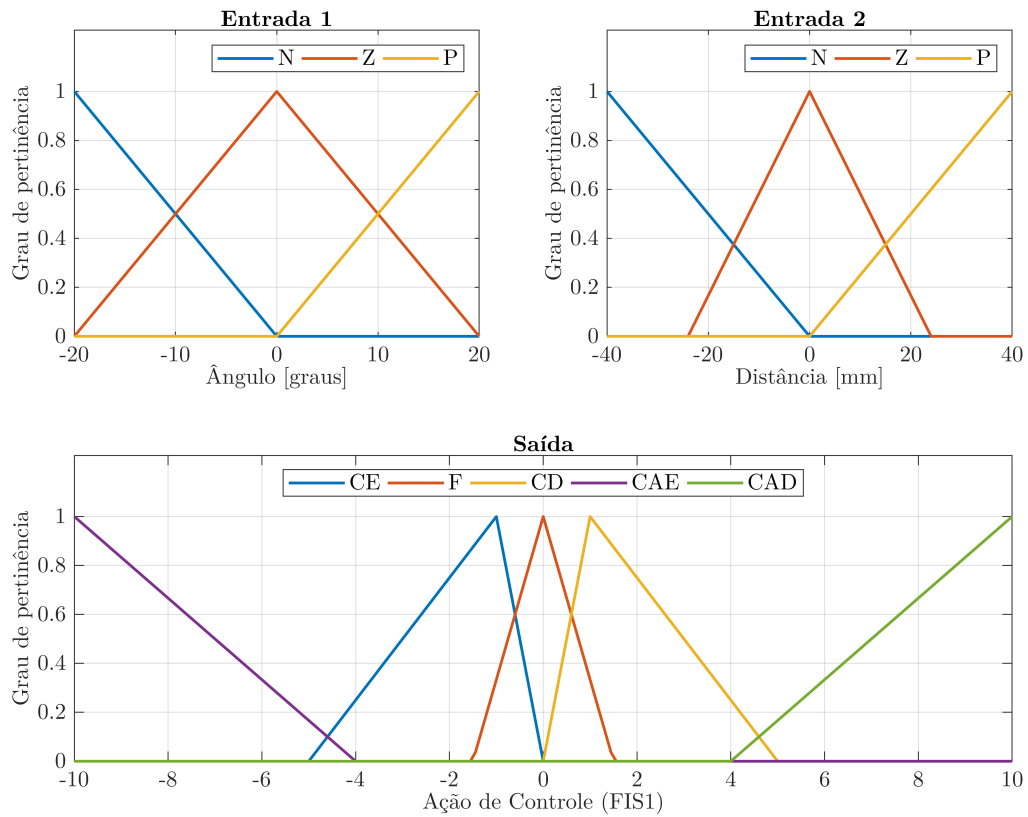 Entrada 1
N Z P
Grau de pertinência
1
0.8
0.6
0.4
0.2
0
-20 -10 0 10 20
Ângulo [graus]
Entrada 2
N Z P
Grau de pertinência
1
0.8
0.6
0.4
0.2
0
-40 -20 0 20 40
Distância [mm]
Saída
CE F CD CAE CAD
Grau de pertinência
1
0.8
0.6
0.4
0.2
0
-10 -8 -6 -4 -2 0 2 4 6 8 10
Ação de Controle (FIS1)